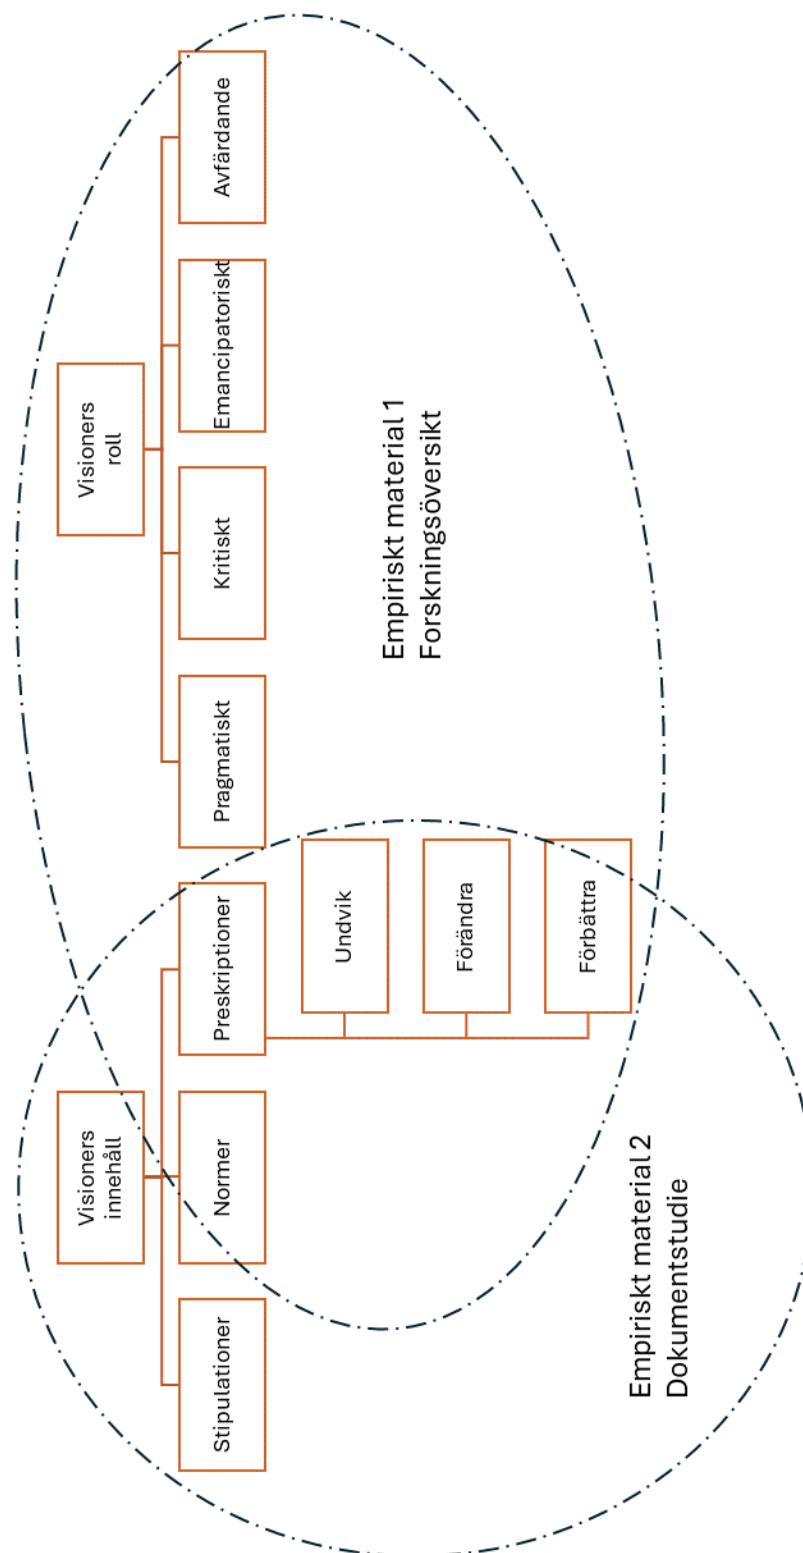 Visioners
innehåll
Visioners
roll
Stipulationer
Normer
Preskriptioner
Pragmatiskt
Kritiskt
Emancipatoriskt
Avfärdande
Undvik
Förändra
Förbättra
Empiriskt material 1
Forskningsöversikt
Empiriskt material 2
Dokumentstudie